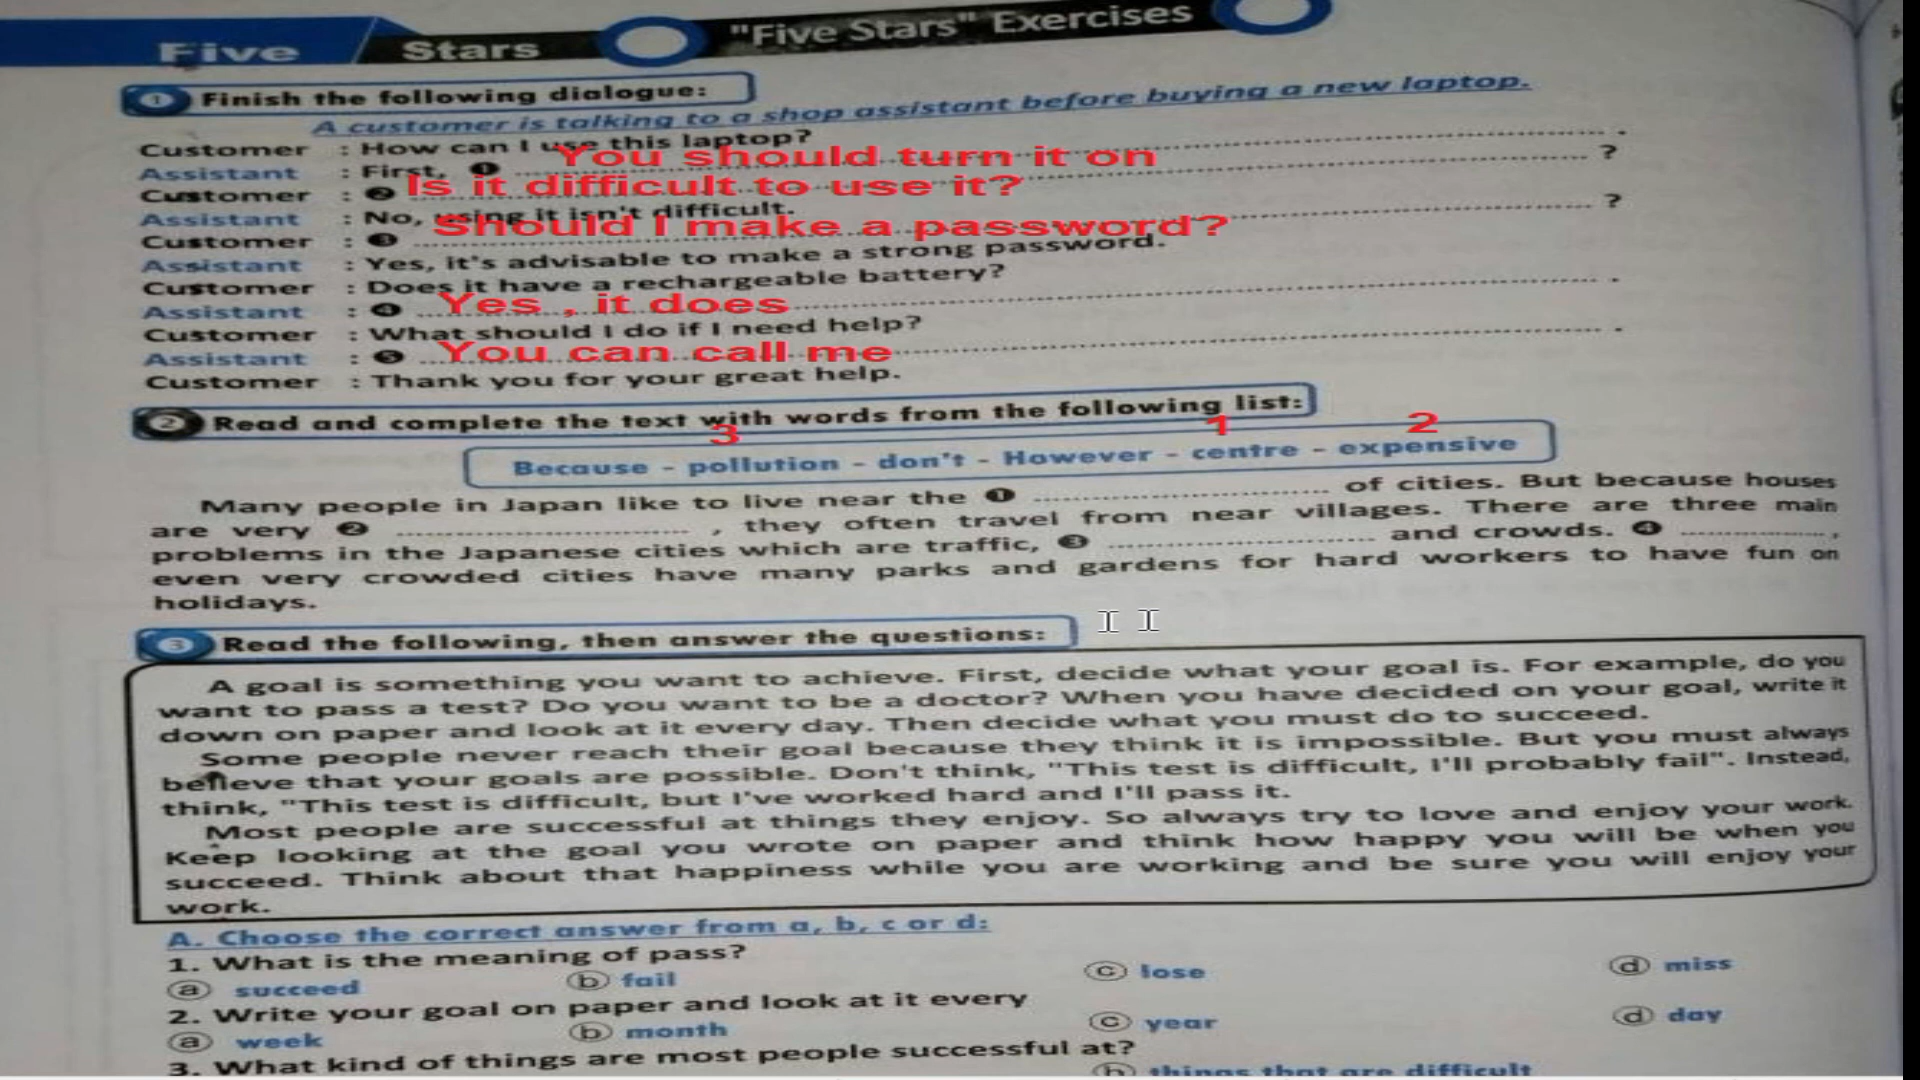 Five Stars "Five Stars" Exercises
1 Finish the following dialogue:
A customer is talking to a shop assistant before buying a new laptop.
Customer : How can I use this laptop?
Assistant : First, ❶ ........ .
You should turn it on
Customer : ❷ ........ ?
Is it difficult to use it?
Assistant : No, using it isn't difficult.
Customer : ❸ ........ ?
Should I make a password?
Assistant : Yes, it's advisable to make a strong password.
Customer : Does it have a rechargeable battery?
Assistant : ❹ ........ .
Yes , it does
Customer : What should I do if I need help?
Assistant : ❺ ........ .
You can call me
Customer : Thank you for your great help.
2 Read and complete the text with words from the following list:
3 1 2
Because - pollution - don't - However - centre - expensive
Many people in Japan like to live near the ❶ ........ of cities. But because houses
are very ❷ ........ , they often travel from near villages. There are three main
problems in the Japanese cities which are traffic, ❸ ........ and crowds. ❹ ........ ,
even very crowded cities have many parks and gardens for hard workers to have fun on
holidays.
3 Read the following, then answer the questions:
A goal is something you want to achieve. First, decide what your goal is. For example, do you
want to pass a test? Do you want to be a doctor? When you have decided on your goal, write it
down on paper and look at it every day. Then decide what you must do to succeed.
Some people never reach their goal because they think it is impossible. But you must always
believe that your goals are possible. Don't think, "This test is difficult, I'll probably fail". Instead,
think, "This test is difficult, but I've worked hard and I'll pass it.
Most people are successful at things they enjoy. So always try to love and enjoy your work.
Keep looking at the goal you wrote on paper and think how happy you will be when you
succeed. Think about that happiness while you are working and be sure you will enjoy your
work.
A. Choose the correct answer from a, b, c or d:
1. What is the meaning of pass?
ⓐ succeed ⓑ fail ⓒ lose ⓓ miss
2. Write your goal on paper and look at it every
ⓐ week ⓑ month ⓒ year ⓓ day
3. What kind of things are most people successful at?
ⓑ things that are difficult